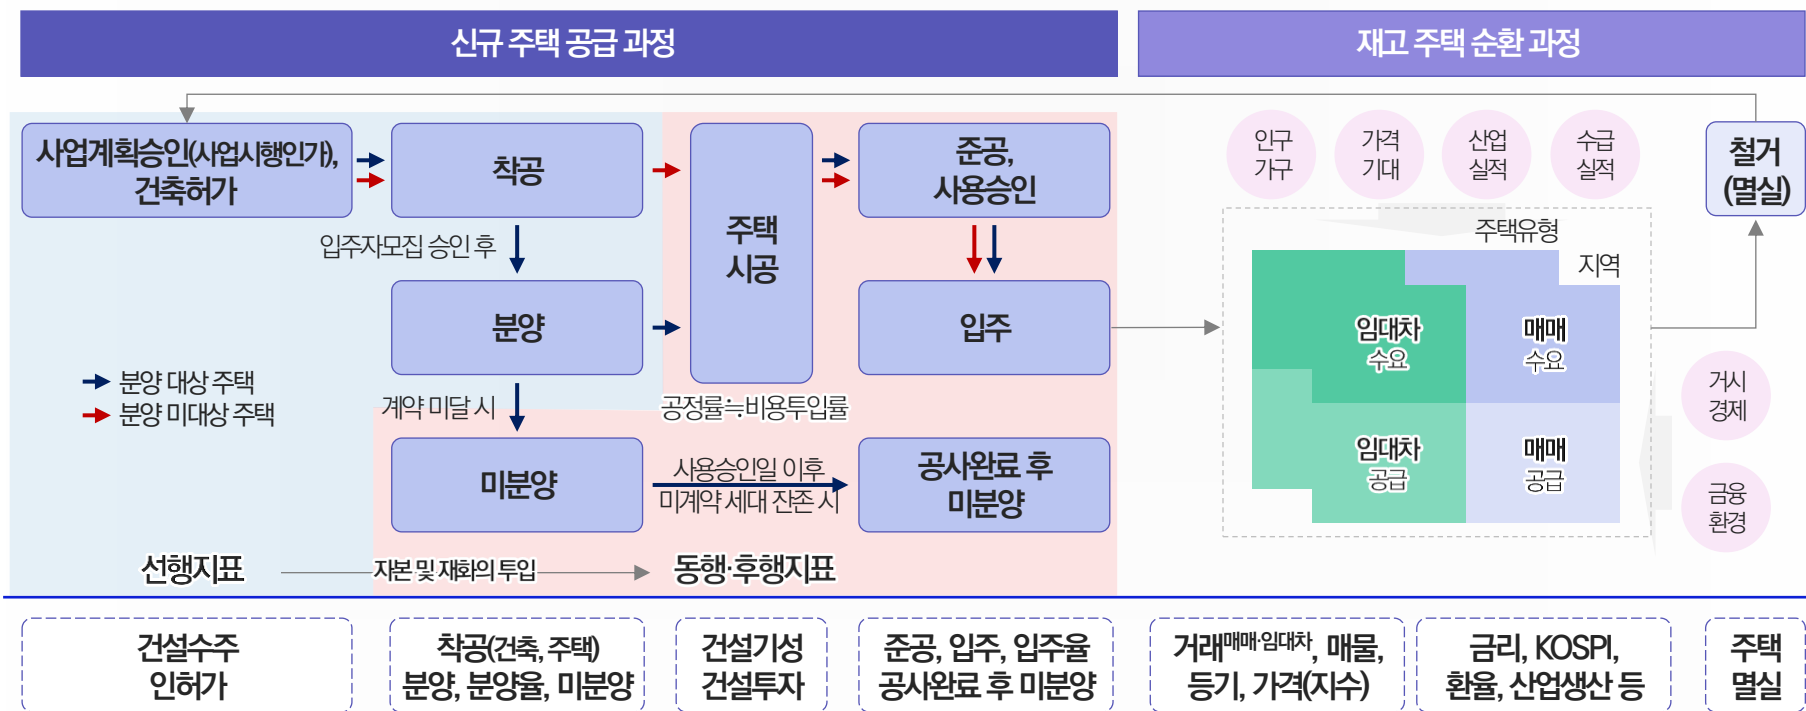 신규 주택 공급 과정
재고 주택 순환 과정
사업계획승인(사업시행인가),
건축허가
착공
주택
시공
준공,
사용승인
입주자모집 승인 후
분양
입주
분양 대상 주택
분양 미대상 주택
계약 미달 시
공정률≒비용투입률
미분양
사용승인일 이후
미계약 세대 잔존 시
공사완료 후
미분양
선행지표
자본 및 재화의 투입
동행·후행지표
인구
가구
가격
기대
산업
실적
수급
실적
철거
(멸실)
주택유형
지역
임대차
수요
매매
수요
임대차
공급
매매
공급
거시
경제
금융
환경
건설수주
인허가
착공(건축, 주택)
분양, 분양율, 미분양
건설기성
건설투자
준공, 입주, 입주율
공사완료 후 미분양
거래매매·임대차, 매물,
등기, 가격(지수)
금리, KOSPI,
환율, 산업생산 등
주택
멸실